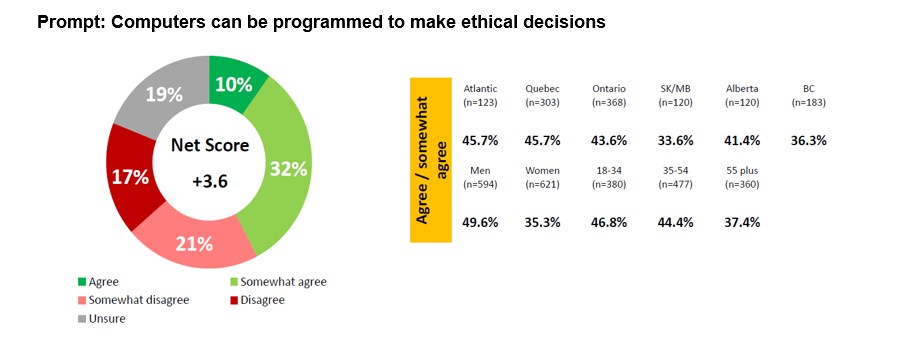 Prompt: Computers can be programmed to make ethical decisions
10%
32%
21%
17%
19%
Net Score
+3.6
Agree
Somewhat agree
Somewhat disagree
Disagree
Unsure
Agree / somewhat
agree
Atlantic Quebec Ontario SK/MB Alberta BC
(n=123) (n=303) (n=368) (n=120) (n=120) (n=183)
45.7% 45.7% 43.6% 33.6% 41.4% 36.3%
Men Women 18-34 35-54 55 plus
(n=594) (n=621) (n=380) (n=477) (n=360)
49.6% 35.3% 46.8% 44.4% 37.4%